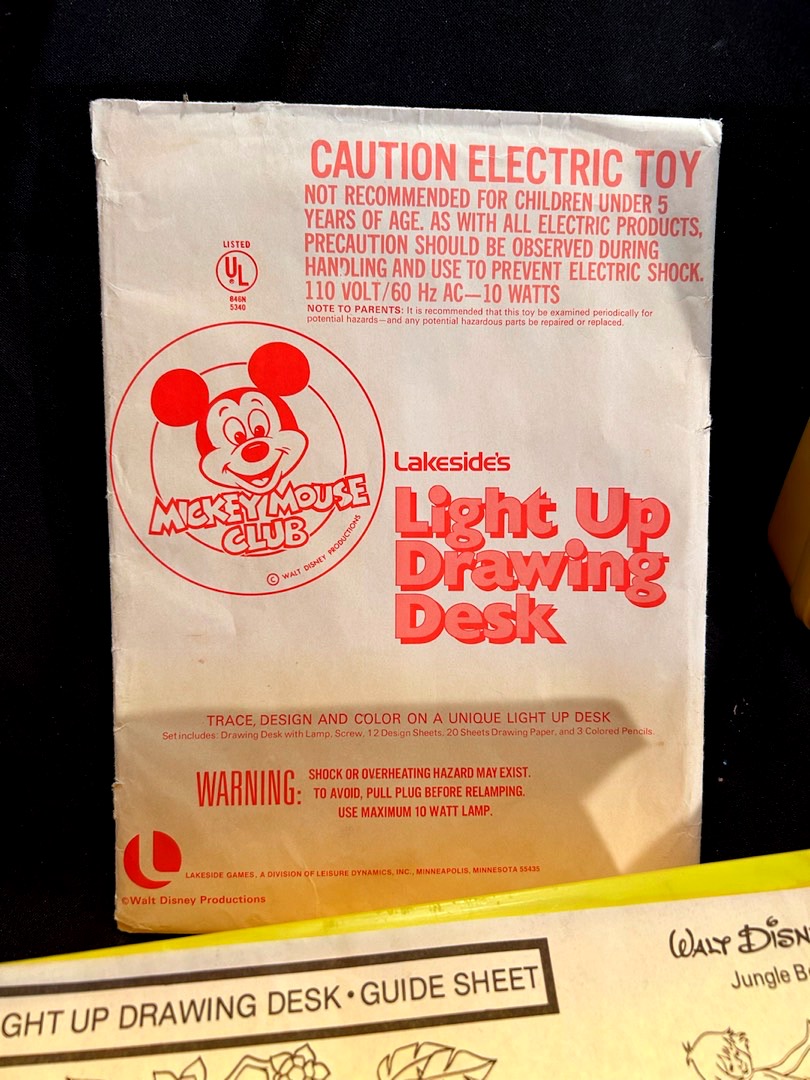 CAUTION ELECTRIC TOY
NOT RECOMMENDED FOR CHILDREN UNDER 5
YEARS OF AGE. AS WITH ALL ELECTRIC PRODUCTS,
PRECAUTION SHOULD BE OBSERVED DURING
HANDLING AND USE TO PREVENT ELECTRIC SHOCK.
110 VOLT/60 Hz AC—10 WATTS
NOTE TO PARENTS: It is recommended that this toy be examined periodically for
potential hazards—and any potential hazardous parts be repaired or replaced.
LISTED
UL
®
846N
5340
MICKEY MOUSE
CLUB
© WALT DISNEY PRODUCTIONS
Lakeside's
Light Up
Drawing
Desk
TRACE, DESIGN AND COLOR ON A UNIQUE LIGHT UP DESK
Set includes: Drawing Desk with Lamp, Screw, 12 Design Sheets, 20 Sheets Drawing Paper, and 3 Colored Pencils.
WARNING:
SHOCK OR OVERHEATING HAZARD MAY EXIST.
TO AVOID, PULL PLUG BEFORE RELAMPING.
USE MAXIMUM 10 WATT LAMP.
L
LAKESIDE GAMES, A DIVISION OF LEISURE DYNAMICS, INC., MINNEAPOLIS, MINNESOTA 55435
©Walt Disney Productions
GHT UP DRAWING DESK • GUIDE SHEET
WALT DISN
Jungle B